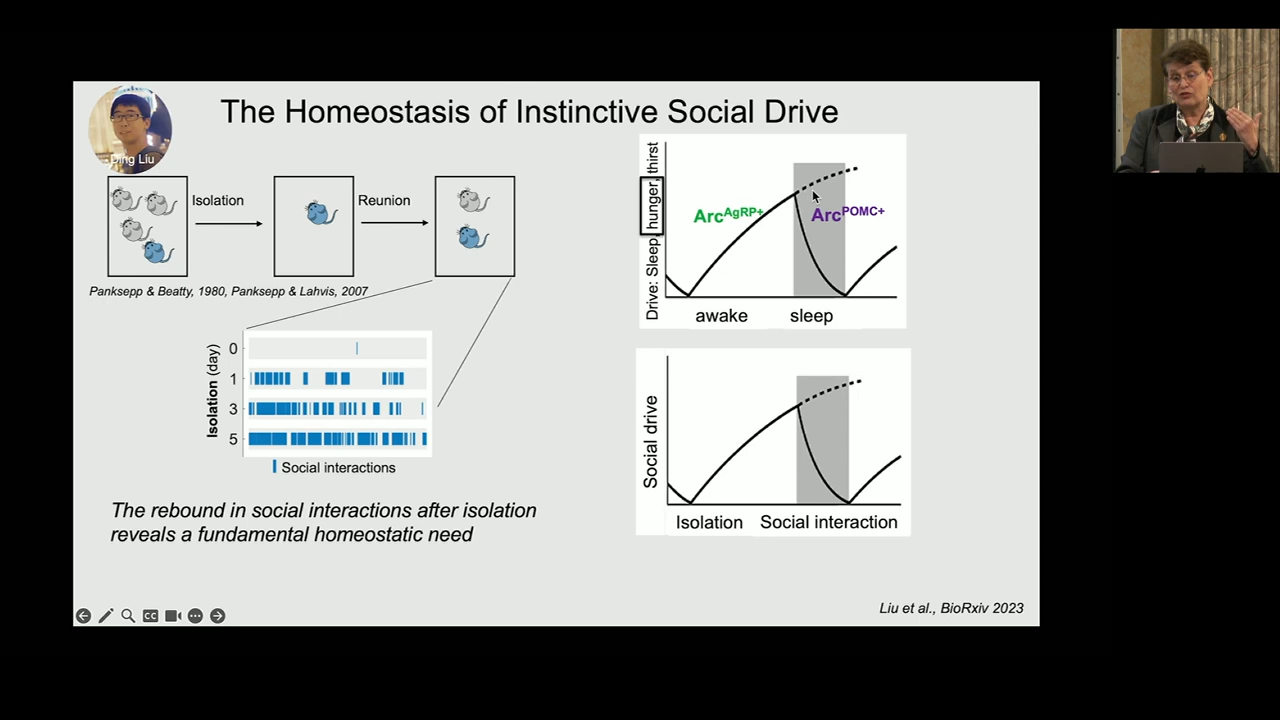 The Homeostasis of Instinctive Social Drive
Ding Liu
Isolation
Reunion
Panksepp & Beatty, 1980, Panksepp & Lahvis, 2007
Isolation (day)
0
1
3
5
Social interactions
The rebound in social interactions after isolation
reveals a fundamental homeostatic need
Drive: Sleep, hunger, thirst
ArcAgRP+
ArcPOMC+
awake
sleep
Social drive
Isolation
Social interaction
Liu et al., BioRxiv 2023
CC